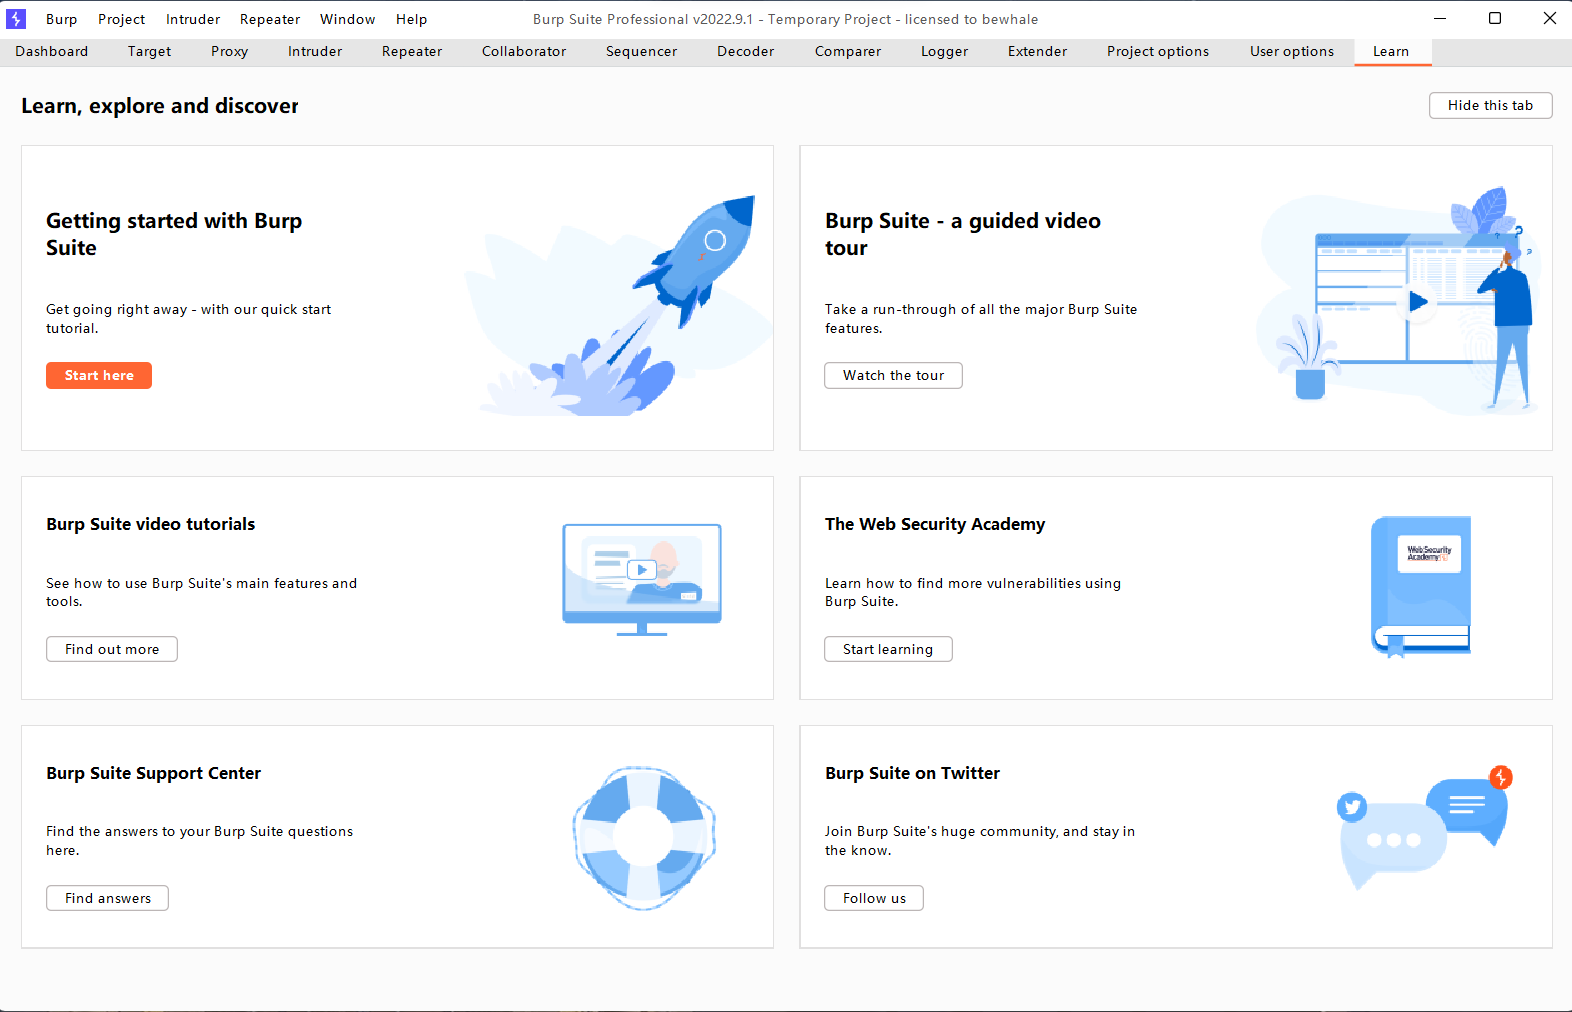 Burp Project Intruder Repeater Window Help Burp Suite Professional v2022.9.1 - Temporary Project - licensed to bewhale
Dashboard Target Proxy Intruder Repeater Collaborator Sequencer Decoder Comparer Logger Extender Project options User options Learn
Learn, explore and discover
Hide this tab
Getting started with Burp
Suite
Get going right away - with our quick start
tutorial.
Start here
Burp Suite - a guided video
tour
Take a run-through of all the major Burp Suite
features.
Watch the tour
Burp Suite video tutorials
See how to use Burp Suite's main features and
tools.
Find out more
The Web Security Academy
Learn how to find more vulnerabilities using
Burp Suite.
Start learning
Web Security
Academy
Burp Suite Support Center
Find the answers to your Burp Suite questions
here.
Find answers
Burp Suite on Twitter
Join Burp Suite's huge community, and stay in
the know.
Follow us